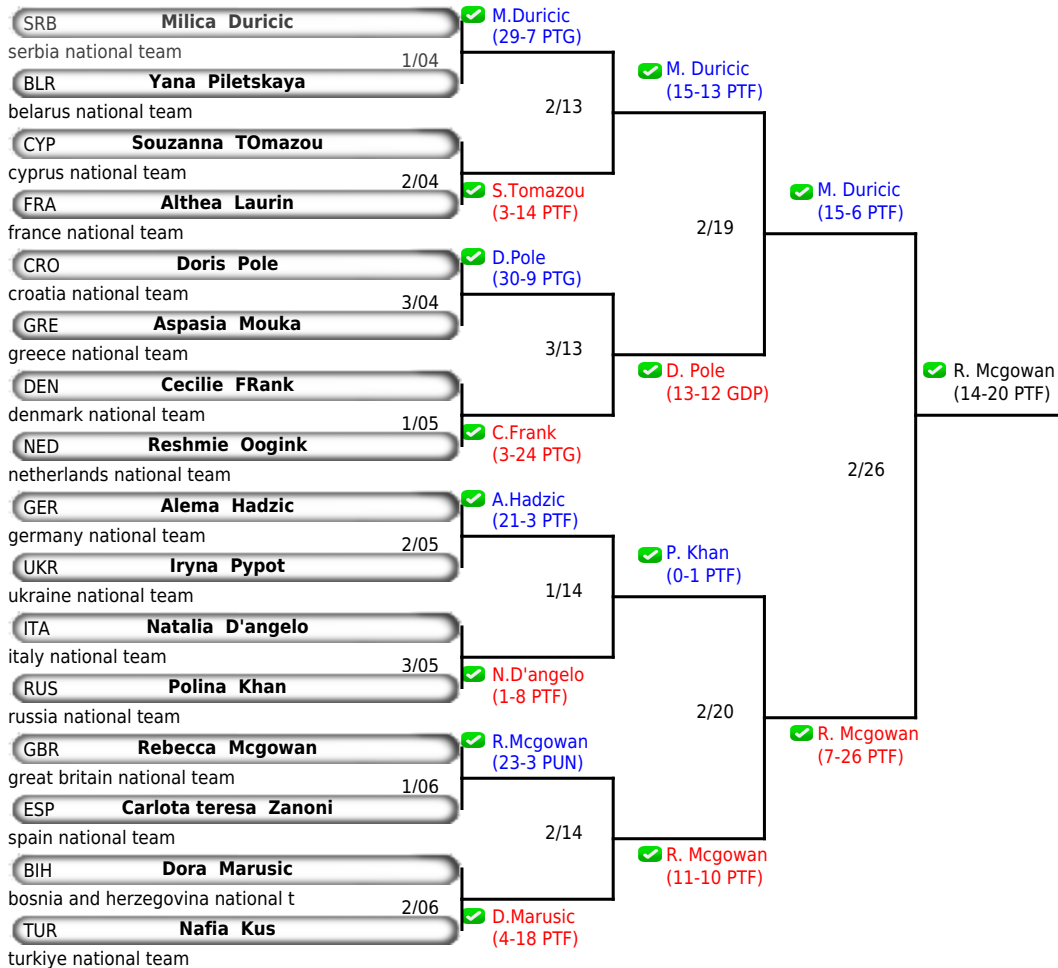 SRB Milica Duricic
serbia national team
1/04
BLR Yana Piletskaya
belarus national team
CYP Souzanna TOmazou
cyprus national team
2/04
FRA Althea Laurin
france national team
CRO Doris Pole
croatia national team
3/04
GRE Aspasia Mouka
greece national team
DEN Cecilie FRank
denmark national team
1/05
NED Reshmie Oogink
netherlands national team
GER Alema Hadzic
germany national team
2/05
UKR Iryna Pypot
ukraine national team
ITA Natalia D'angelo
italy national team
3/05
RUS Polina Khan
russia national team
GBR Rebecca Mcgowan
great britain national team
1/06
ESP Carlota teresa Zanoni
spain national team
BIH Dora Marusic
bosnia and herzegovina national t
2/06
TUR Nafia Kus
turkiye national team
M.Duricic
(29-7 PTG)
2/13
S.Tomazou
(3-14 PTF)
D.Pole
(30-9 PTG)
3/13
C.Frank
(3-24 PTG)
A.Hadzic
(21-3 PTF)
1/14
N.D'angelo
(1-8 PTF)
R.Mcgowan
(23-3 PUN)
2/14
D.Marusic
(4-18 PTF)
M. Duricic
(15-13 PTF)
2/19
D. Pole
(13-12 GDP)
P. Khan
(0-1 PTF)
2/20
R. Mcgowan
(11-10 PTF)
M. Duricic
(15-6 PTF)
2/26
R. Mcgowan
(7-26 PTF)
R. Mcgowan
(14-20 PTF)